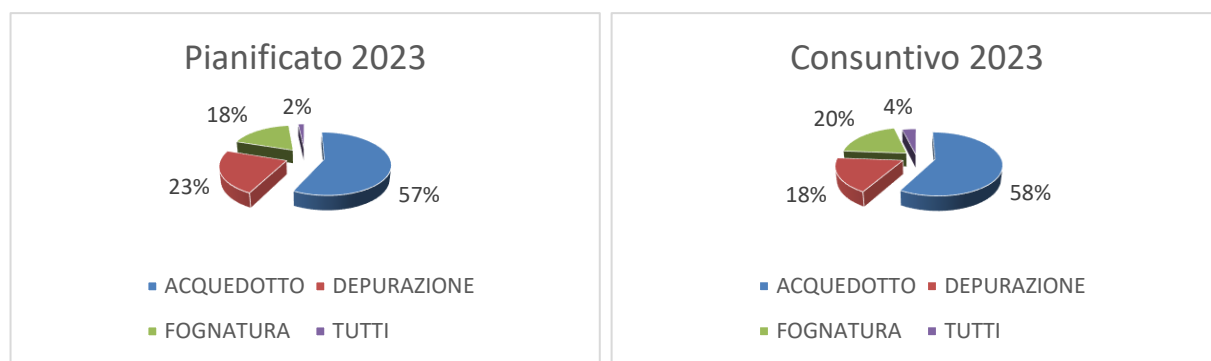 Pianificato 2023
18%
2%
23%
57%
ACQUEDOTTO DEPURAZIONE
FOGNATURA TUTTI
Consuntivo 2023
20%
4%
18%
58%
ACQUEDOTTO DEPURAZIONE
FOGNATURA TUTTI